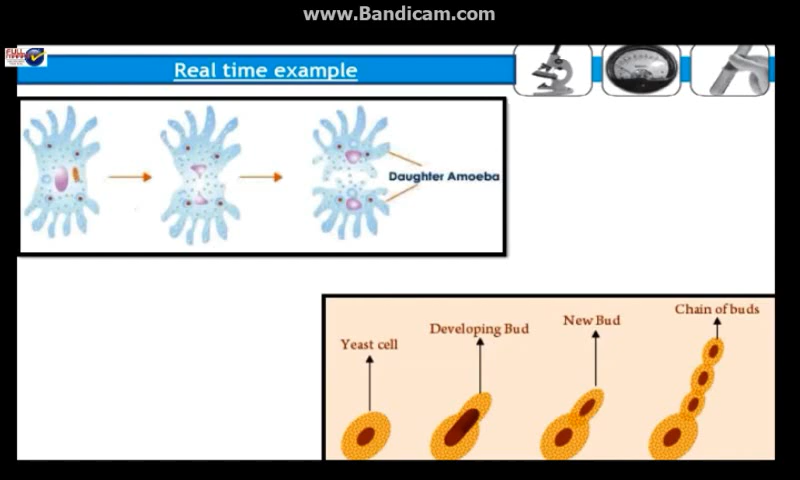 www.Bandicam.com
Real time example
Daughter Amoeba
Chain of buds
New Bud
Developing Bud
Yeast cell